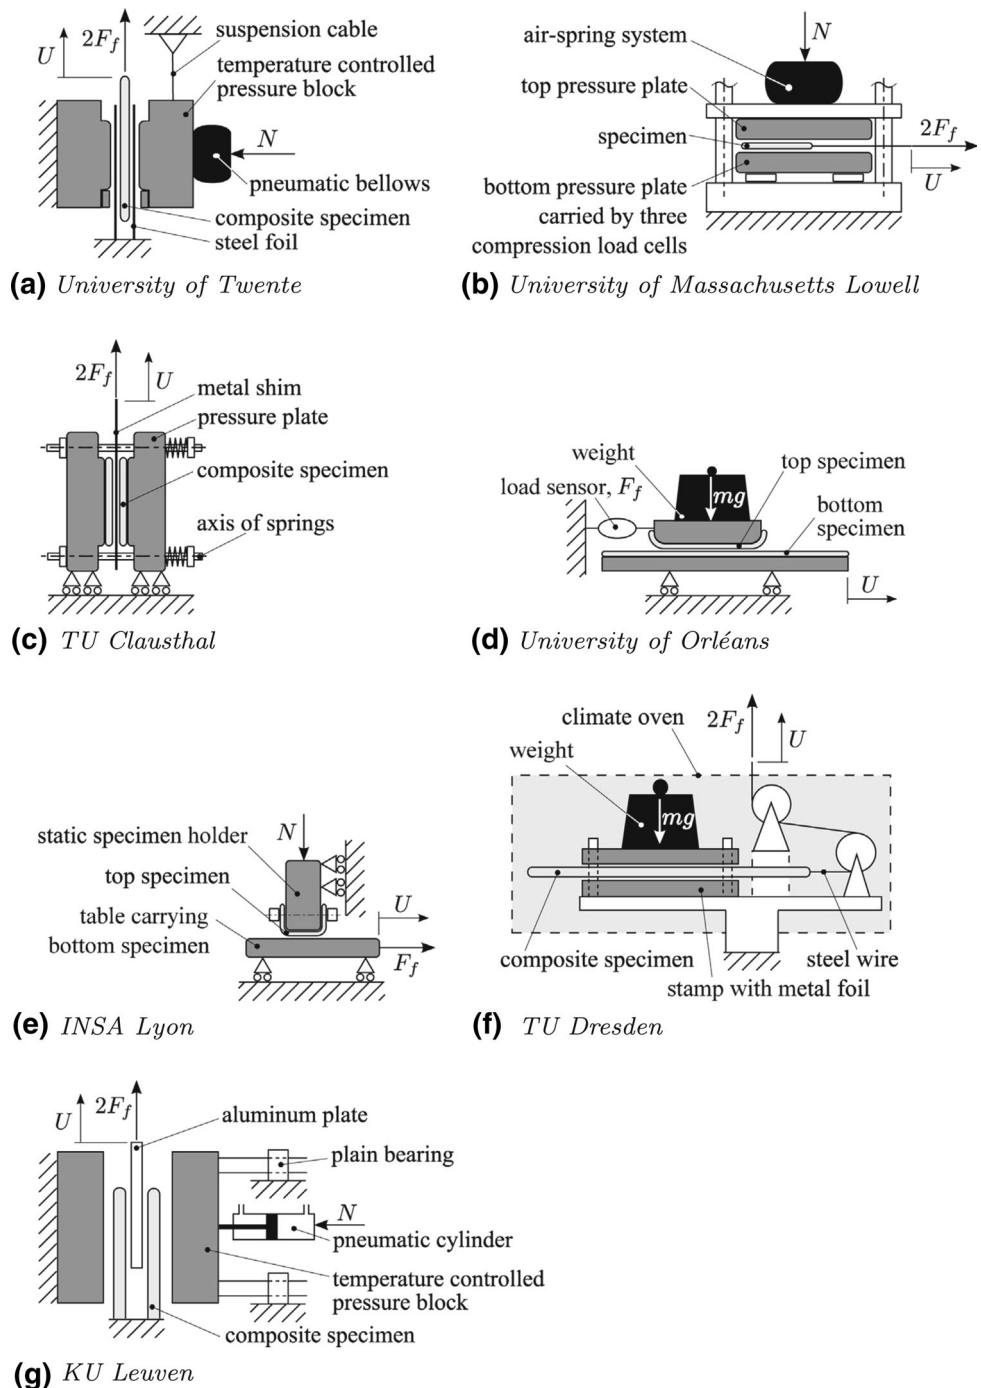 2F_f
U
suspension cable
temperature controlled
pressure block
N
pneumatic bellows
composite specimen
steel foil
(a) University of Twente
air-spring system
N
top pressure plate
specimen
2F_f
U
bottom pressure plate
carried by three
compression load cells
(b) University of Massachusetts Lowell
2F_f
U
metal shim
pressure plate
composite specimen
axis of springs
(c) TU Clausthal
weight
load sensor, F_f
mg
top specimen
bottom
specimen
U
(d) University of Orléans
static specimen holder
N
top specimen
table carrying
bottom specimen
U
F_f
(e) INSA Lyon
climate oven
2F_f
U
weight
mg
composite specimen
steel wire
stamp with metal foil
(f) TU Dresden
U
2F_f
aluminum plate
plain bearing
N
pneumatic cylinder
temperature controlled
pressure block
composite specimen
(g) KU Leuven